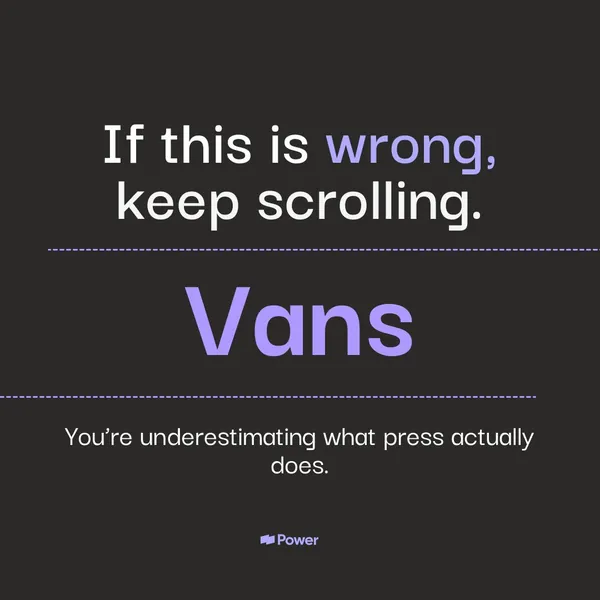 If this is wrong,
keep scrolling.
Vans
You’re underestimating what press actually
does.
Power